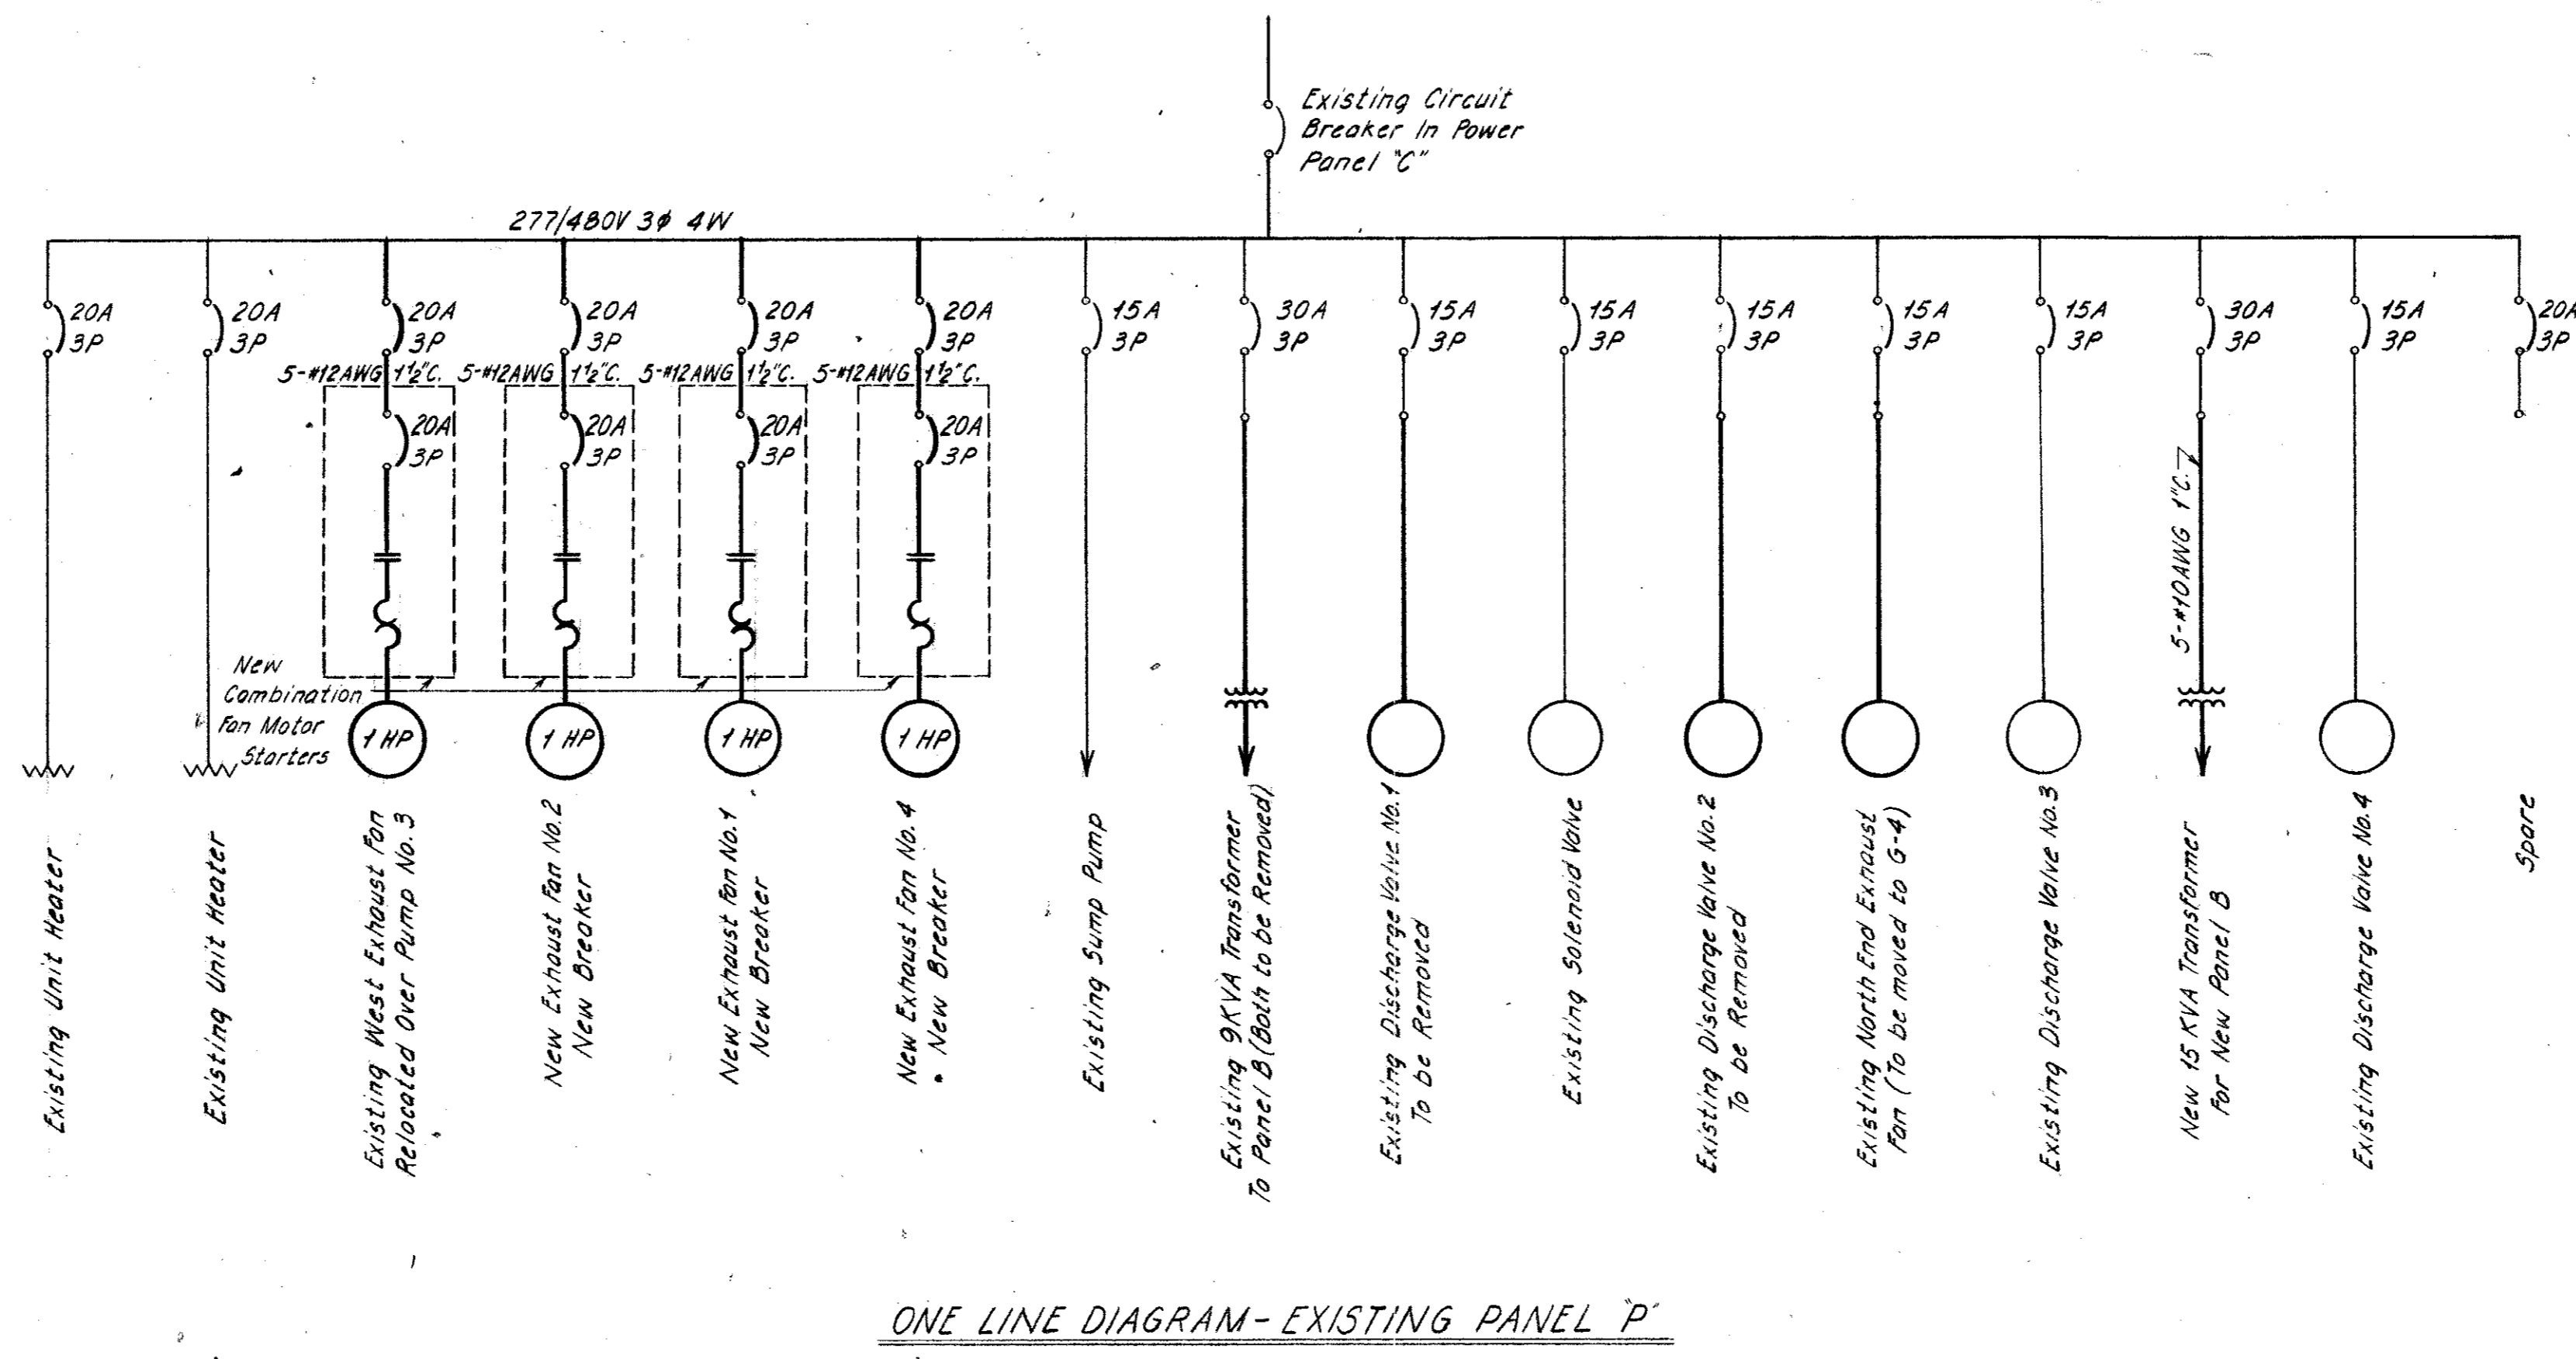 Existing Circuit
Breaker In Power
Panel "C"
277/480V 3φ 4W
20A
3P
20A
3P
20A
3P
20A
3P
20A
3P
20A
3P
15A
3P
30A
3P
15A
3P
15A
3P
15A
3P
15A
3P
15A
3P
30A
3P
15A
3P
20A
3P
5-#12AWG 1½"C.
5-#12AWG 1½"C.
5-#12AWG 1½"C.
5-#12AWG 1½"C.
20A
3P
20A
3P
20A
3P
20A
3P
5-#10AWG 1"C.
New
Combination
Fan Motor
Starters
1 HP
1 HP
1 HP
1 HP
Existing Unit Heater
Existing Unit Heater
Existing West Exhaust Fan
Relocated Over Pump No. 3
New Exhaust Fan No.2
New Breaker
New Exhaust Fan No.1
New Breaker
New Exhaust Fan No. 4
New Breaker
Existing Sump Pump
Existing 9KVA Transformer
To Panel B (Both to be Removed)
Existing Discharge Valve No.1
To be Removed
Existing Solenoid Valve
Existing Discharge Valve No. 2
To be Removed
Existing North End Exhaust
Fan (To be moved to G-4)
Existing Discharge Valve No.3
New 15 KVA Transformer
For New Panel B
Existing Discharge Valve No.4
Spare
ONE LINE DIAGRAM - EXISTING PANEL "P"